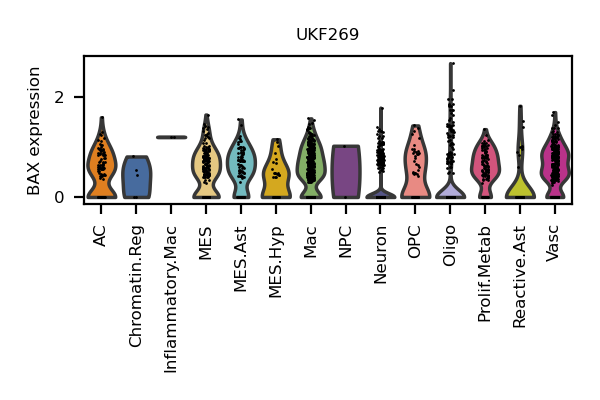 UKF269
BAX expression
2
0
AC
Chromatin.Reg
Inflammatory.Mac
MES
MES.Ast
MES.Hyp
Mac
NPC
Neuron
OPC
Oligo
Prolif.Metab
Reactive.Ast
Vasc